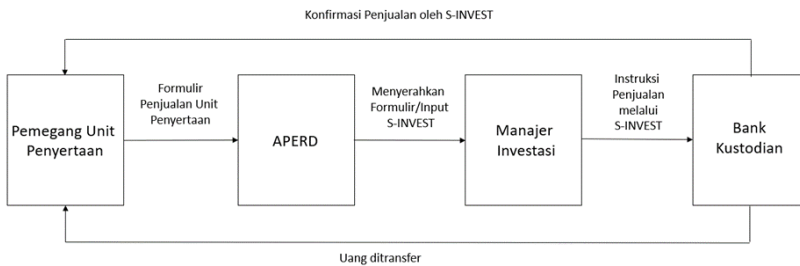 Konfirmasi Penjualan oleh S-INVEST
Pemegang Unit
Penyertaan
Formulir
Penjualan Unit
Penyertaan
APERD
Menyerahkan
Formulir/Input
S-INVEST
Manajer
Investasi
Instruksi
Penjualan
melalui
S-INVEST
Bank
Kustodian
Uang ditransfer